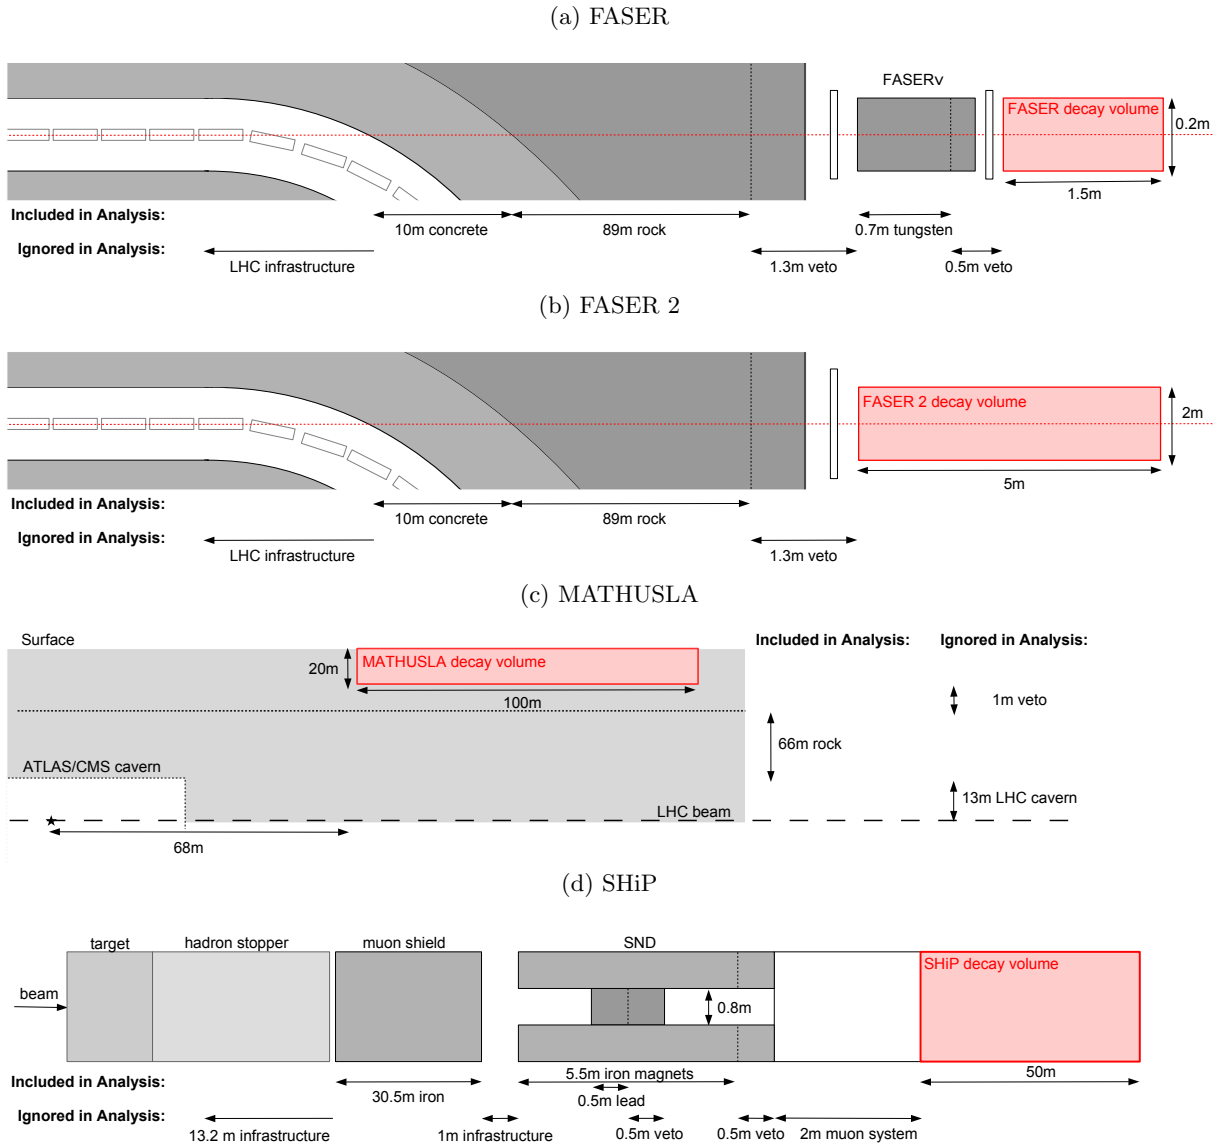 (a) FASER
FASERν
FASER decay volume
0.2m
1.5m
Included in Analysis:
10m concrete
89m rock
0.7m tungsten
Ignored in Analysis:
LHC infrastructure
1.3m veto
0.5m veto
(b) FASER 2
FASER 2 decay volume
2m
5m
Included in Analysis:
10m concrete
89m rock
Ignored in Analysis:
LHC infrastructure
1.3m veto
(c) MATHUSLA
Surface
Included in Analysis:
Ignored in Analysis:
20m
MATHUSLA decay volume
100m
1m veto
66m rock
ATLAS/CMS cavern
13m LHC cavern
LHC beam
68m
(d) SHiP
target
hadron stopper
muon shield
SND
SHiP decay volume
beam
0.8m
Included in Analysis:
30.5m iron
5.5m iron magnets
0.5m lead
50m
Ignored in Analysis:
13.2 m infrastructure
1m infrastructure
0.5m veto
0.5m veto
2m muon system